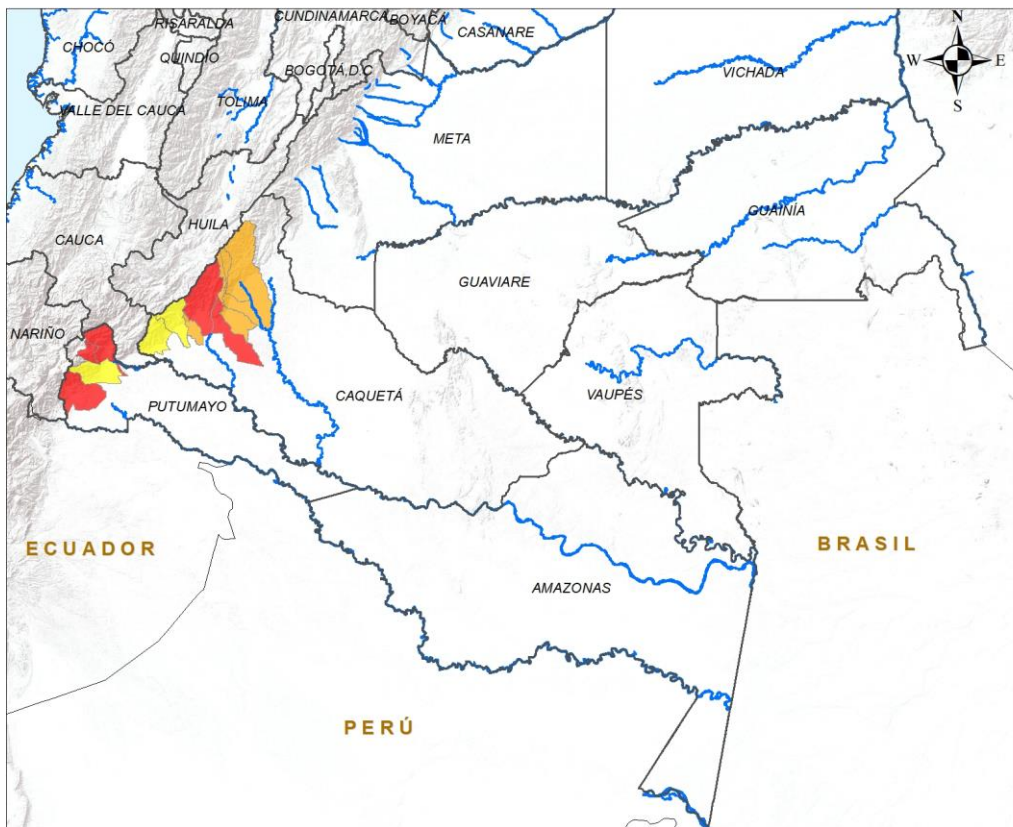 CUNDINAMARCA
BOYACÁ
RISARALDA
CASANARE
N
CHOCÓ
QUINDIO
BOGOTÁ, D.C
W
E
VICHADA
S
VALLE DEL CAUCA
TOLIMA
META
GUAINÍA
HUILA
CAUCA
GUAVIARE
NARIÑO
CAQUETÁ
VAUPÉS
PUTUMAYO
ECUADOR
BRASIL
AMAZONAS
PERÚ